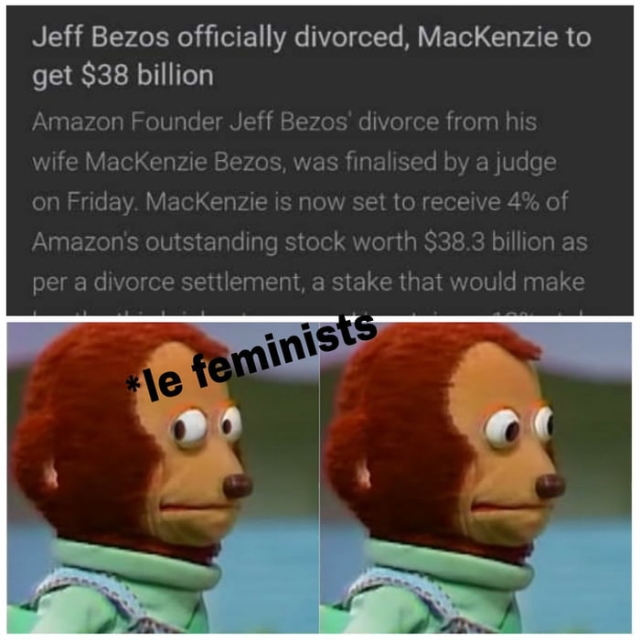 Jeff Bezos officially divorced, MacKenzie to
get $38 billion
Amazon Founder Jeff Bezos' divorce from his
wife MacKenzie Bezos, was finalised by a judge
on Friday. MacKenzie is now set to receive 4% of
Amazon's outstanding stock worth $38.3 billion as
per a divorce settlement, a stake that would make
*le feminists